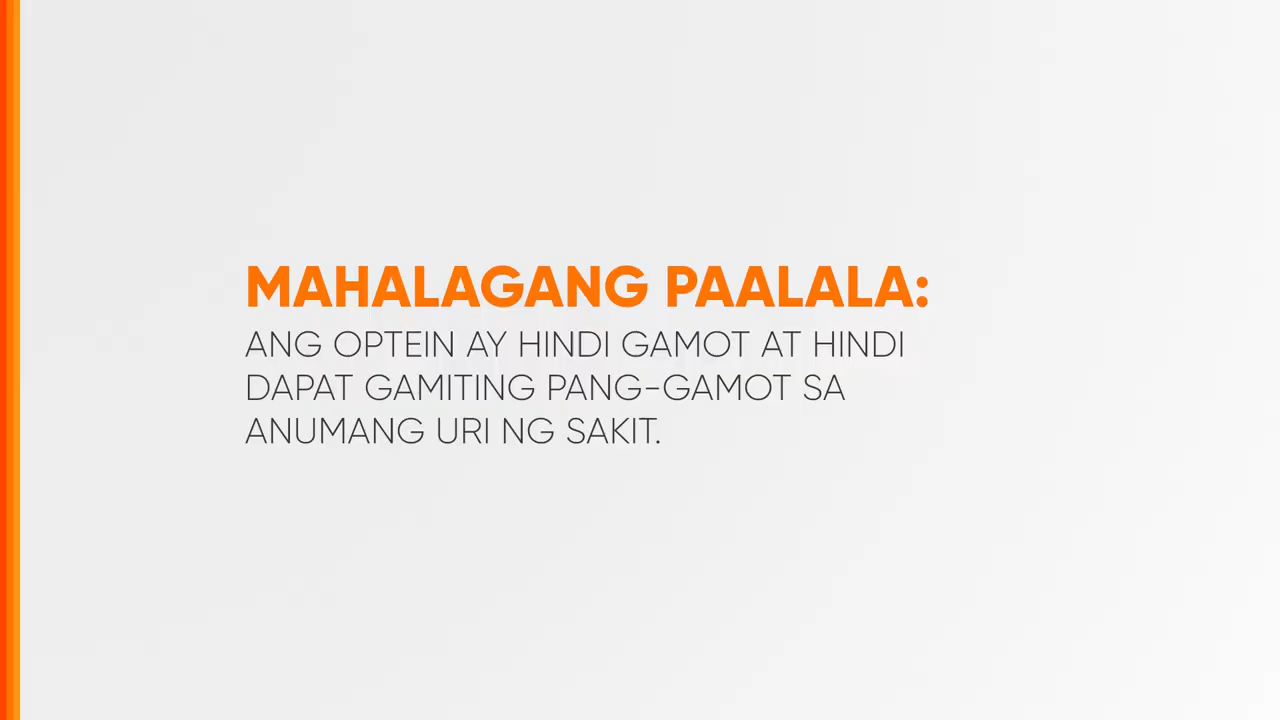 MAHALAGANG PAALALA:
ANG OPTEIN AY HINDI GAMOT AT HINDI
DAPAT GAMITING PANG-GAMOT SA
ANUMANG URI NG SAKIT.